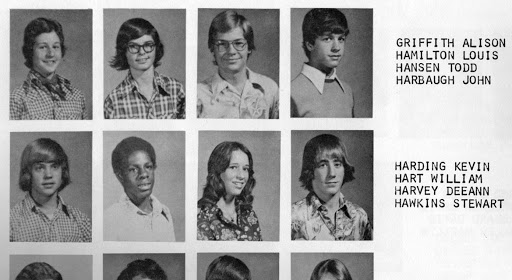 GRIFFITH ALISON
HAMILTON LOUIS
HANSEN TODD
HARBAUGH JOHN
HARDING KEVIN
HART WILLIAM
HARVEY DEEANN
HAWKINS STEWART